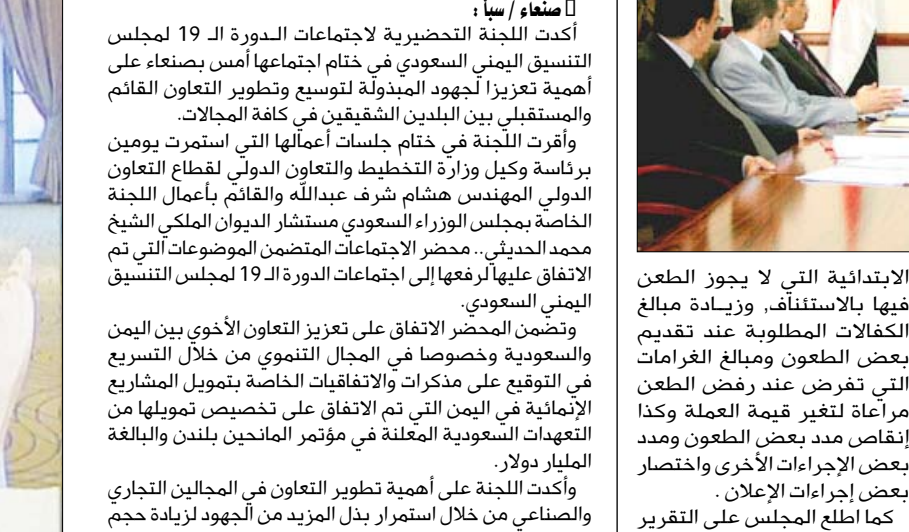 صنعاء / سبأ :
أكدت اللجنة التحضيرية لاجتماعات الـدورة الـ 19 لمجلس
التنسيق اليمني السعودي في ختام اجتماعها أمس بصنعاء على
أهمية تعزيزا لجهود المبذولة لتوسيع وتطوير التعاون القائم
والمستقبلي بين البلدين الشقيقين في كافة المجالات.
وأقرت اللجنة في ختام جلسات أعمالها التي استمرت يومين
برئاسة وكيل وزارة التخطيط والتعاون الدولي لقطاع التعاون
الدولي المهندس هشام شرف عبدالله والقائم بأعمال اللجنة
الخاصة بمجلس الوزراء السعودي مستشار الديوان الملكي الشيخ
محمد الحديثي.. محضر الاجتماعات المتضمن الموضوعات التي تم
الاتفاق عليها لرفعها إلى اجتماعات الدورة الـ 19 لمجلس التنسيق
اليمني السعودي.
وتضمن المحضر الاتفاق على تعزيز التعاون الأخوي بين اليمن
والسعودية وخصوصا في المجال التنموي من خلال التسريع
في التوقيع على مذكرات والاتفاقيات الخاصة بتمويل المشاريع
الإنمائية في اليمن التي تم الاتفاق على تخصيص تمويلها من
التعهدات السعودية المعلنة في مؤتمر المانحين بلندن والبالغة
المليار دولار.
وأكدت اللجنة على أهمية تطوير التعاون في المجالين التجاري
والصناعي من خلال استمرار بذل المزيد من الجهود لزيادة حجم
الابتدائية التي لا يجوز الطعن
فيها بالاستئناف, وزيــادة مبالغ
الكفالات المطلوبة عند تقديم
بعض الطعون ومبالغ الغرامات
التي تفرض عند رفض الطعن
مراعاة لتغير قيمة العملة وكذا
إنقاص مدد بعض الطعون ومدد
بعض الإجراءات الأخرى واختصار
بعض إجراءات الإعلان .
كما اطلع المجلس على التقرير